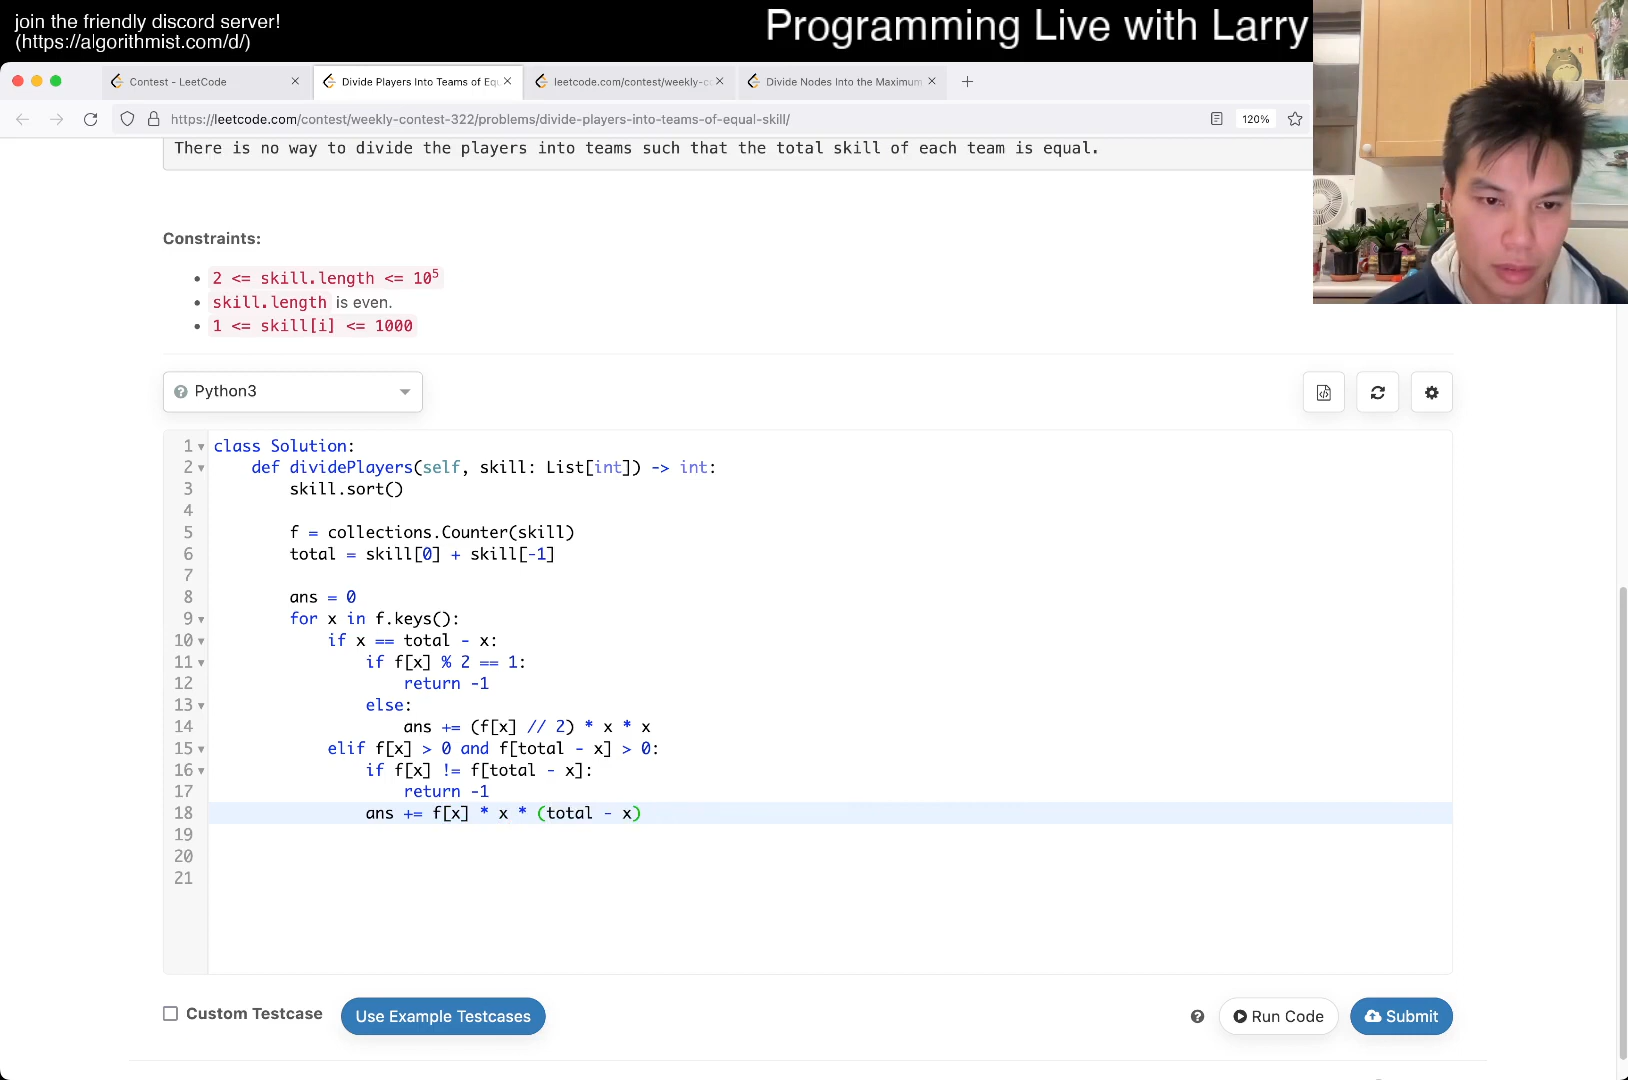 join the friendly discord server!
(https://algorithmist.com/d/)
Programming Live with Larry
Contest - LeetCode
Divide Players Into Teams of Equ
leetcode.com/contest/weekly-cc
Divide Nodes Into the Maximum
https://leetcode.com/contest/weekly-contest-322/problems/divide-players-into-teams-of-equal-skill/
120%
There is no way to divide the players into teams such that the total skill of each team is equal.
Constraints:
2 <= skill.length <= 10⁵
skill.length is even.
1 <= skill[i] <= 1000
Python3
1 class Solution:
2 def dividePlayers(self, skill: List[int]) -> int:
3 skill.sort()
4
5 f = collections.Counter(skill)
6 total = skill[0] + skill[-1]
7
8 ans = 0
9 for x in f.keys():
10 if x == total - x:
11 if f[x] % 2 == 1:
12 return -1
13 else:
14 ans += (f[x] // 2) * x * x
15 elif f[x] > 0 and f[total - x] > 0:
16 if f[x] != f[total - x]:
17 return -1
18 ans += f[x] * x * (total - x)
19
20
21
Custom Testcase
Use Example Testcases
Run Code
Submit